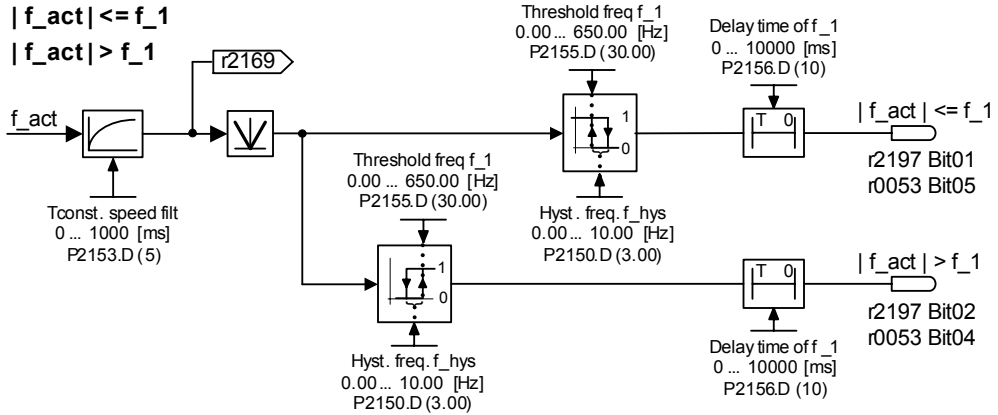 | f_act | <= f_1
| f_act | > f_1
r2169
f_act
Tconst. speed filt
0 ... 1000 [ms]
P2153.D (5)
Threshold freq f_1
0.00 ... 650.00 [Hz]
P2155.D (30.00)
1
0
Hyst. freq. f_hys
0.00 ... 10.00 [Hz]
P2150.D (3.00)
Delay time of f_1
0 ... 10000 [ms]
P2156.D (10)
T 0
| f_act | <= f_1
r2197 Bit01
r0053 Bit05
Threshold freq f_1
0.00 ... 650.00 [Hz]
P2155.D (30.00)
1
0
Hyst. freq. f_hys
0.00 ... 10.00 [Hz]
P2150.D (3.00)
T 0
Delay time of f_1
0 ... 10000 [ms]
P2156.D (10)
| f_act | > f_1
r2197 Bit02
r0053 Bit04